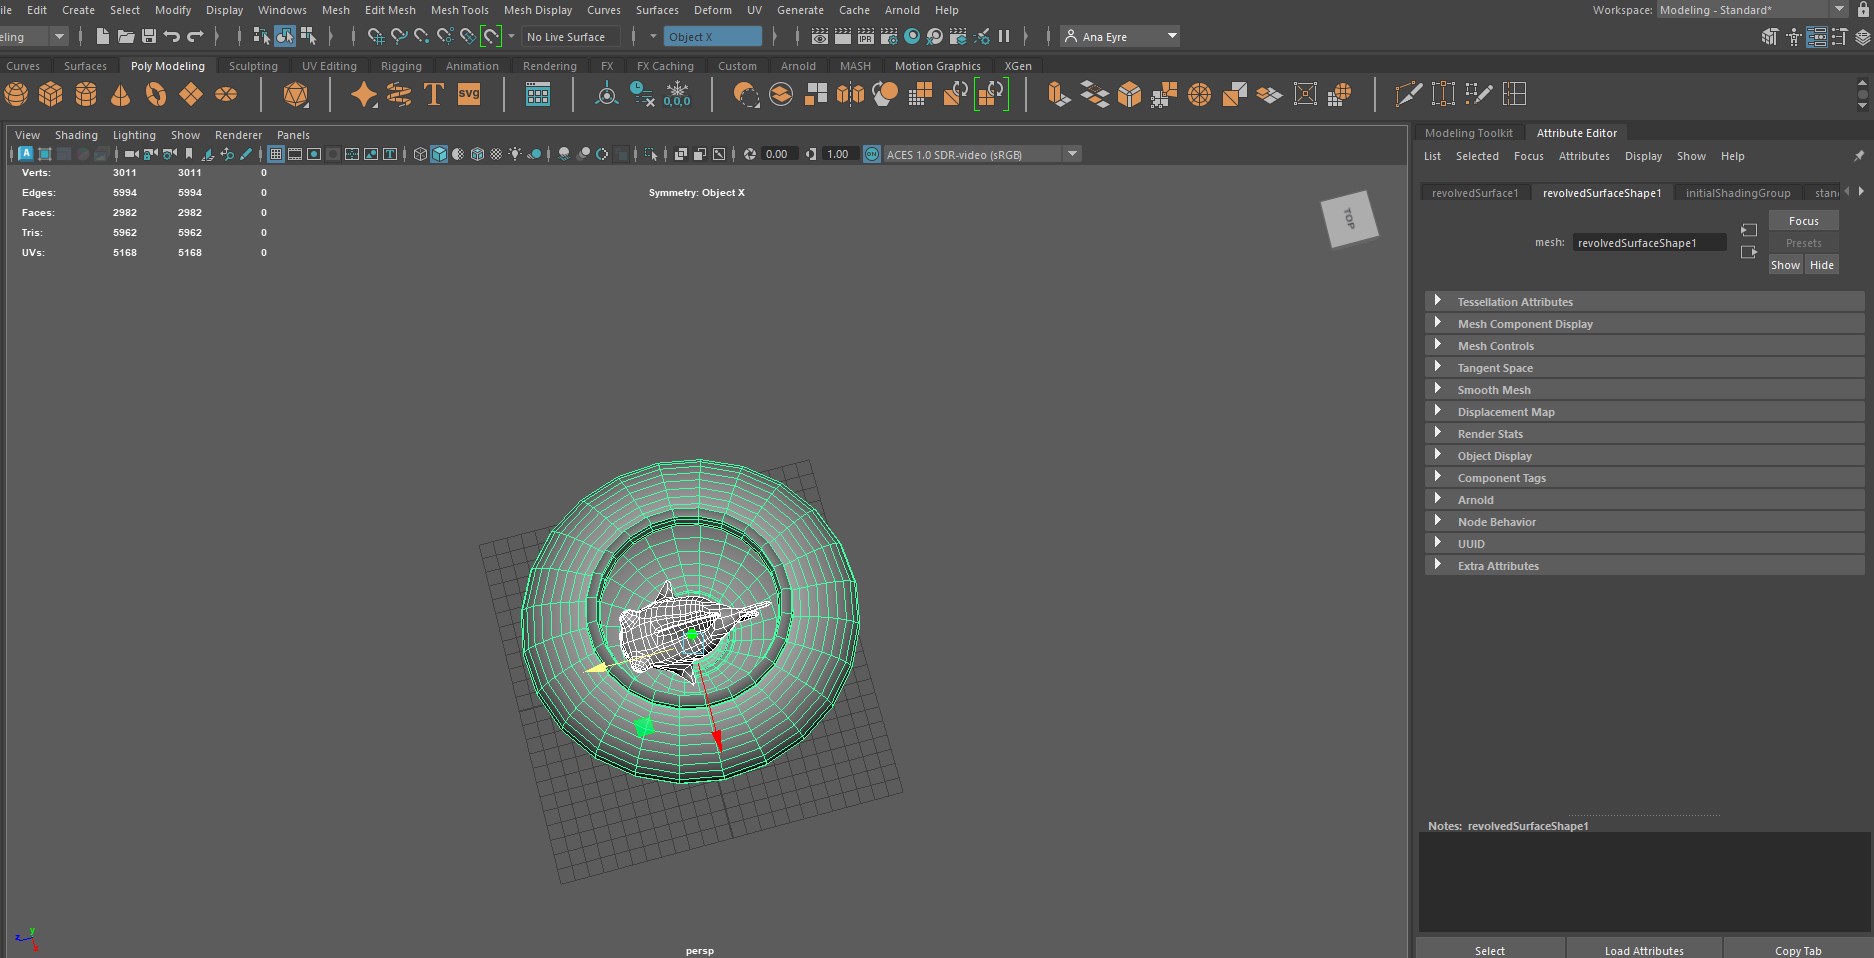 ile Edit Create Select Modify Display Windows Mesh Edit Mesh Mesh Tools Mesh Display Curves Surfaces Deform UV Generate Cache Arnold Help Workspace: Modeling - Standard*
eling No Live Surface Object X Ana Eyre
Curves Surfaces Poly Modeling Sculpting UV Editing Rigging Animation Rendering FX FX Caching Custom Arnold MASH Motion Graphics XGen
T SVG 0,0,0
View Shading Lighting Show Renderer Panels
0.00 1.00 ON ACES 1.0 SDR-video (sRGB)
Verts: 3011 3011 0
Edges: 5994 5994 0
Faces: 2982 2982 0
Tris: 5962 5962 0
UVs: 5168 5168 0
Symmetry: Object X
TOP
persp
z y x
Modeling Toolkit Attribute Editor
List Selected Focus Attributes Display Show Help
revolvedSurface1 revolvedSurfaceShape1 initialShadingGroup stan
Focus
mesh: revolvedSurfaceShape1 Presets
Show Hide
Tessellation Attributes
Mesh Component Display
Mesh Controls
Tangent Space
Smooth Mesh
Displacement Map
Render Stats
Object Display
Component Tags
Arnold
Node Behavior
UUID
Extra Attributes
Notes: revolvedSurfaceShape1
Select Load Attributes Copy Tab